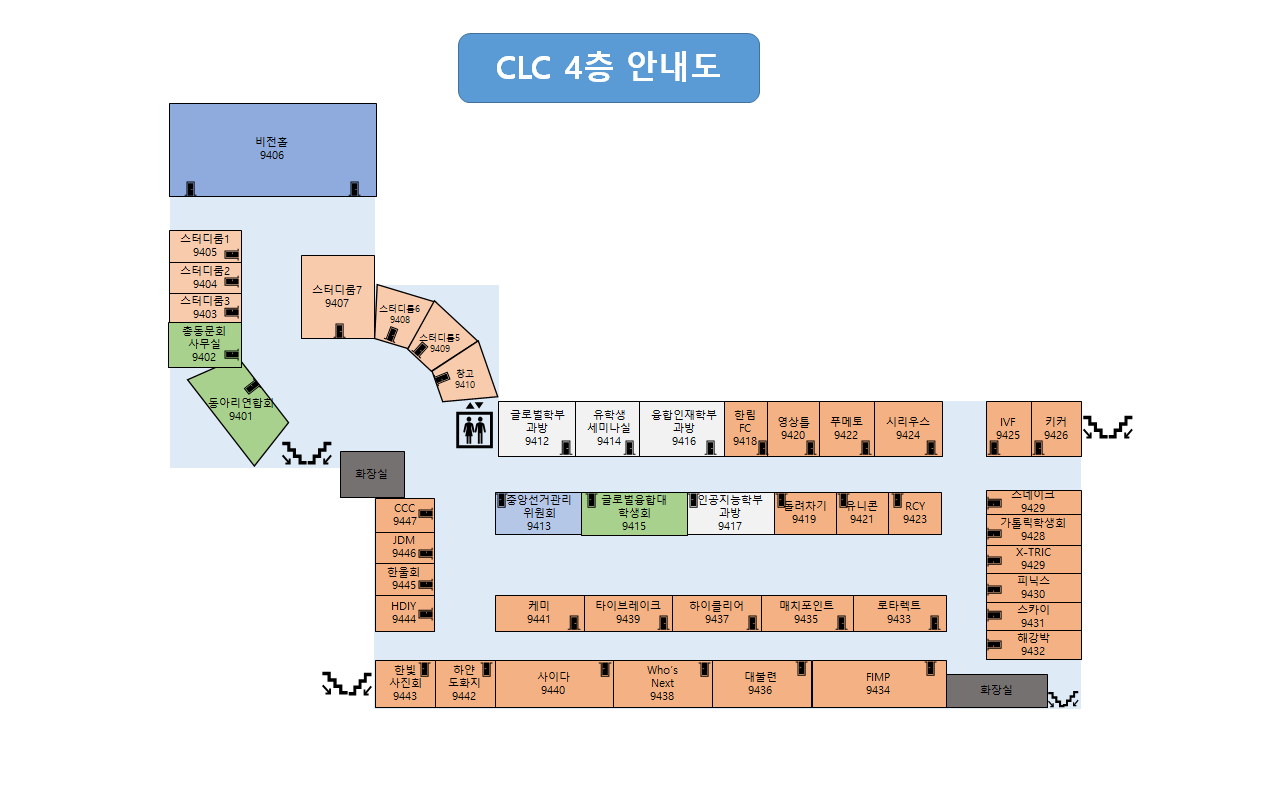 CLC 4층 안내도
비전홀
9406
스터디룸1
9405
스터디룸2
9404
스터디룸3
9403
총동문회
사무실
9402
동아리연합회
9401
스터디룸7
9407
스터디룸6
9408
스터디룸5
9409
창고
9410
글로벌학부
과방
9412
유학생
세미나실
9414
융합인재학부
과방
9416
한림
FC
9418
영상틀
9420
푸메토
9422
시리우스
9424
IVF
9425
키커
9426
화장실
CCC
9447
JDM
9446
한울회
9445
HDIY
9444
중앙선거관리
위원회
9413
글로벌융합대
학생회
9415
인공지능학부
과방
9417
돌려차기
9419
유니콘
9421
RCY
9423
스네이크
9429
가톨릭학생회
9428
X-TRIC
9429
피닉스
9430
스카이
9431
해강박
9432
케미
9441
타이브레이크
9439
하이클리어
9437
매치포인트
9435
로타렉트
9433
한빛
사진회
9443
하얀
도화지
9442
사이다
9440
Who's
Next
9438
대불련
9436
FIMP
9434
화장실